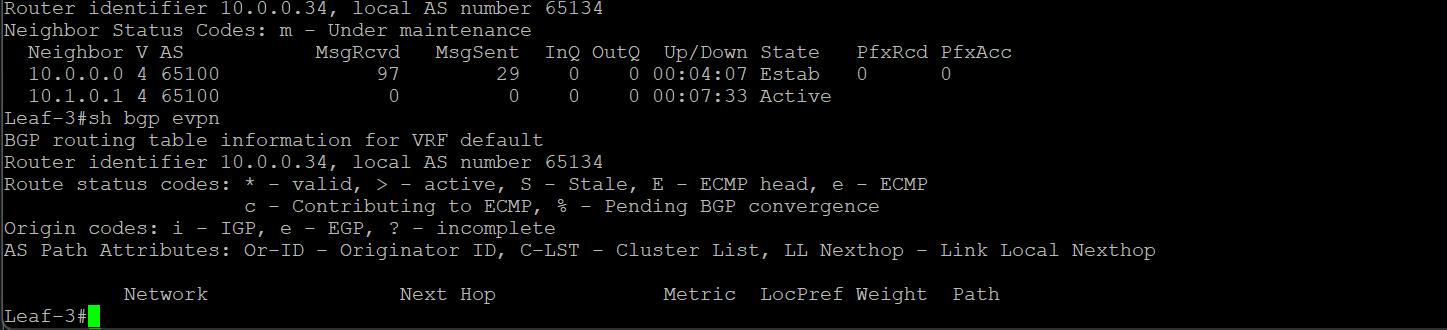 Router identifier 10.0.0.34, local AS number 65134
Neighbor Status Codes: m - Under maintenance
  Neighbor V AS           MsgRcvd   MsgSent  InQ OutQ  Up/Down State   PfxRcd PfxAcc
  10.0.0.0 4 65100             97        29    0    0 00:04:07 Estab   0      0
  10.1.0.1 4 65100              0         0    0    0 00:07:33 Active
Leaf-3#sh bgp evpn
BGP routing table information for VRF default
Router identifier 10.0.0.34, local AS number 65134
Route status codes: * - valid, > - active, S - Stale, E - ECMP head, e - ECMP
                    c - Contributing to ECMP, % - Pending BGP convergence
Origin codes: i - IGP, e - EGP, ? - incomplete
AS Path Attributes: Or-ID - Originator ID, C-LST - Cluster List, LL Nexthop - Link Local Nexthop
          Network                Next Hop              Metric  LocPref Weight  Path
Leaf-3#